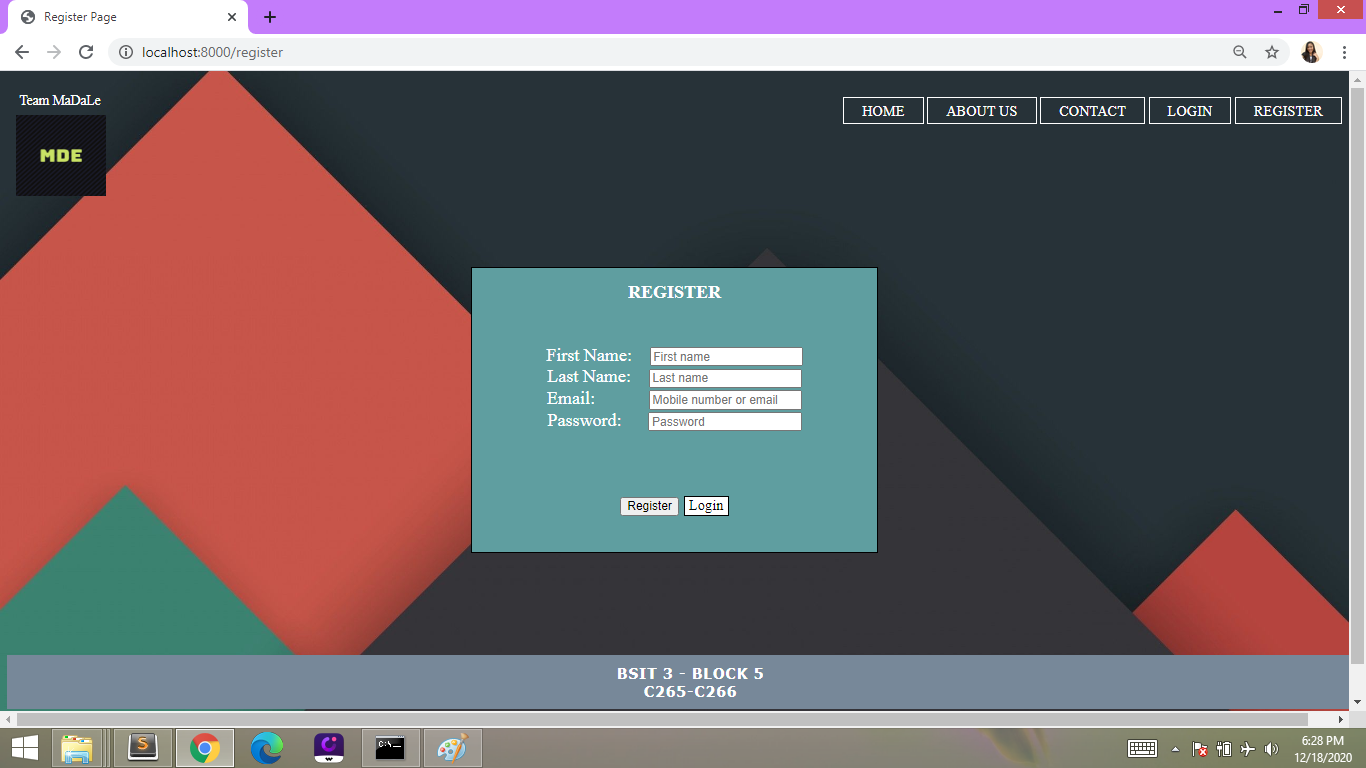 Register Page
localhost:8000/register
Team MaDaLe
MDE
HOME ABOUT US CONTACT LOGIN REGISTER
REGISTER
First Name: First name
Last Name: Last name
Email: Mobile number or email
Password: Password
Register Login
BSIT 3 - BLOCK 5
C265-C266
6:28 PM
12/18/2020